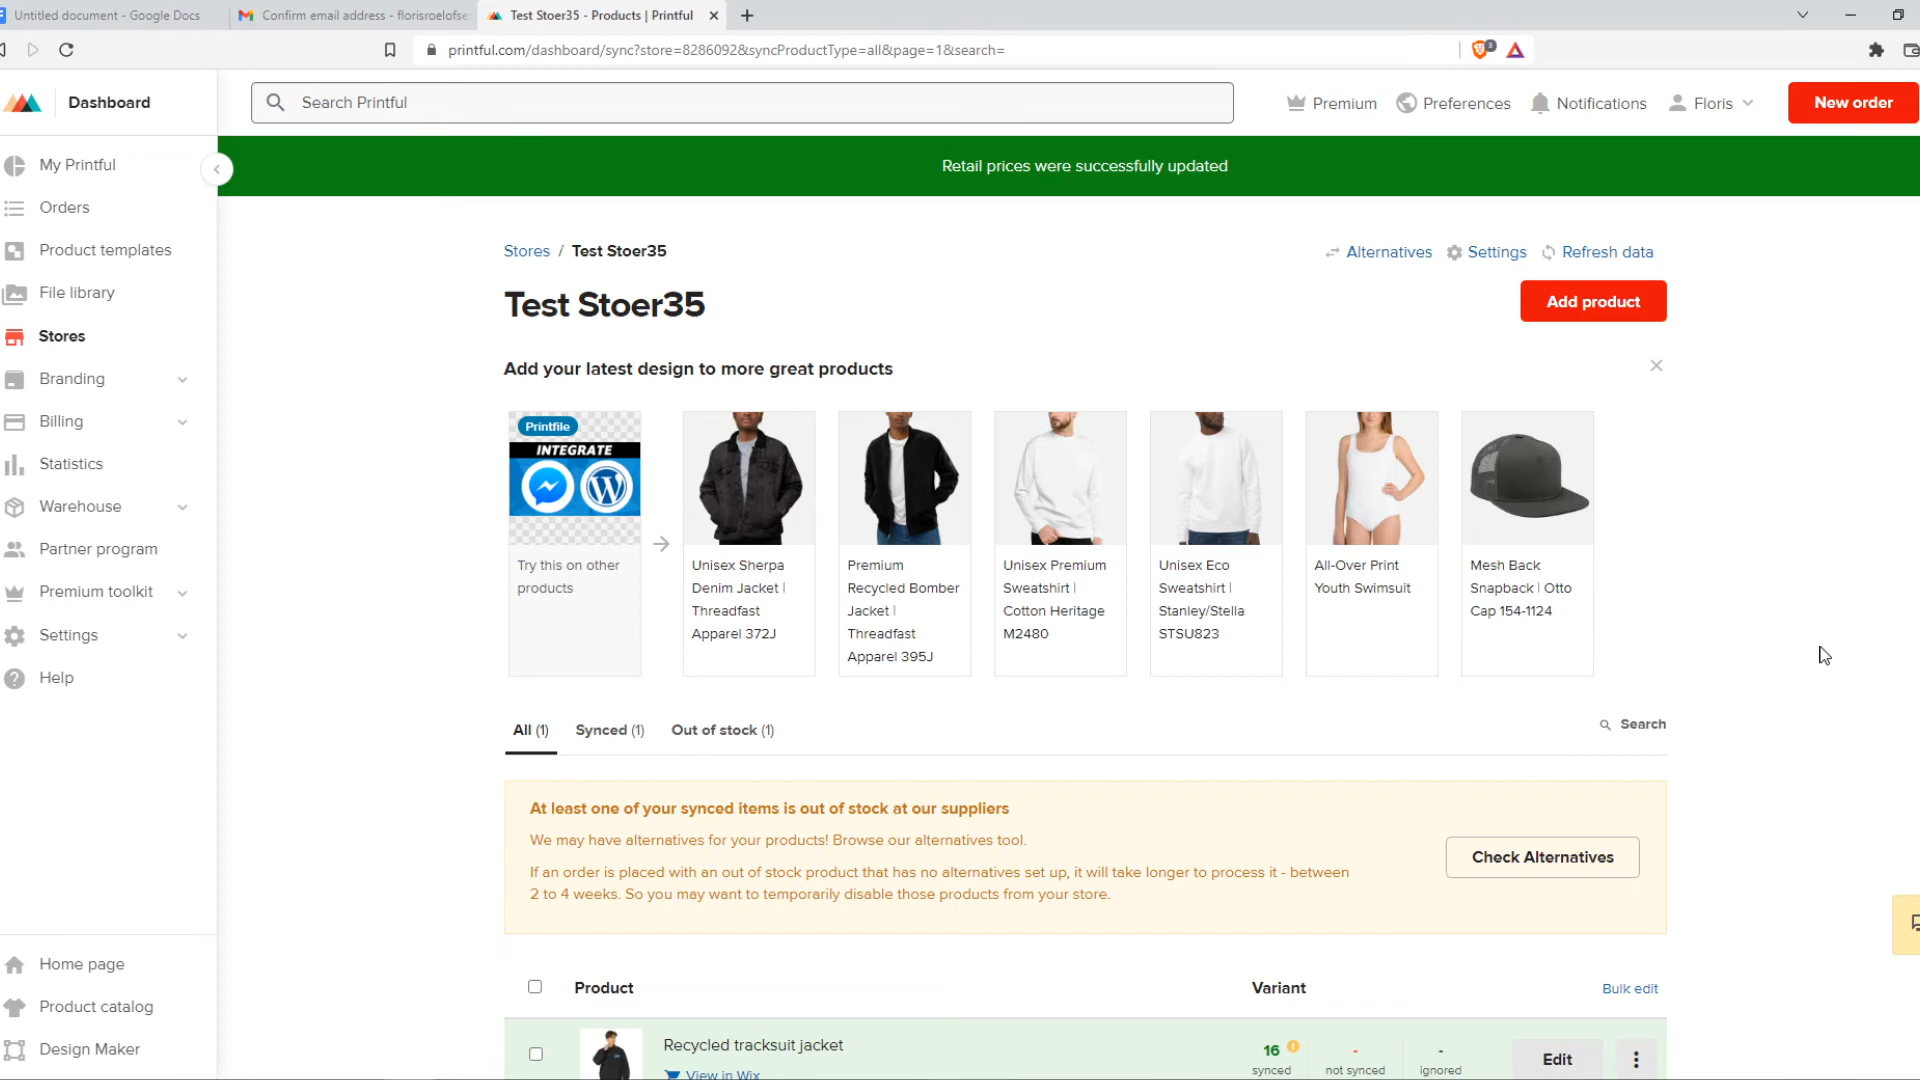 Untitled document - Google Docs
Confirm email address - florisroelofse
Test Stoer35 - Products | Printful
printful.com/dashboard/sync?store=8286092&syncProductType=all&page=1&search=
Dashboard
Search Printful
Premium
Preferences
Notifications
Floris
New order
My Printful
Orders
Product templates
File library
Stores
Branding
Billing
Statistics
Warehouse
Partner program
Premium toolkit
Settings
Help
Home page
Product catalog
Design Maker
Retail prices were successfully updated
Stores / Test Stoer35
Alternatives
Settings
Refresh data
Test Stoer35
Add product
Add your latest design to more great products
Printfile
INTEGRATE
Try this on other
products
Unisex Sherpa
Denim Jacket |
Threadfast
Apparel 372J
Premium
Recycled Bomber
Jacket |
Threadfast
Apparel 395J
Unisex Premium
Sweatshirt |
Cotton Heritage
M2480
Unisex Eco
Sweatshirt |
Stanley/Stella
STSU823
All-Over Print
Youth Swimsuit
Mesh Back
Snapback | Otto
Cap 154-1124
All (1)
Synced (1)
Out of stock (1)
Search
At least one of your synced items is out of stock at our suppliers
We may have alternatives for your products! Browse our alternatives tool.
If an order is placed with an out of stock product that has no alternatives set up, it will take longer to process it - between
2 to 4 weeks. So you may want to temporarily disable those products from your store.
Check Alternatives
Product
Variant
Bulk edit
Recycled tracksuit jacket
View in Wix
16
synced
-
not synced
-
ignored
Edit